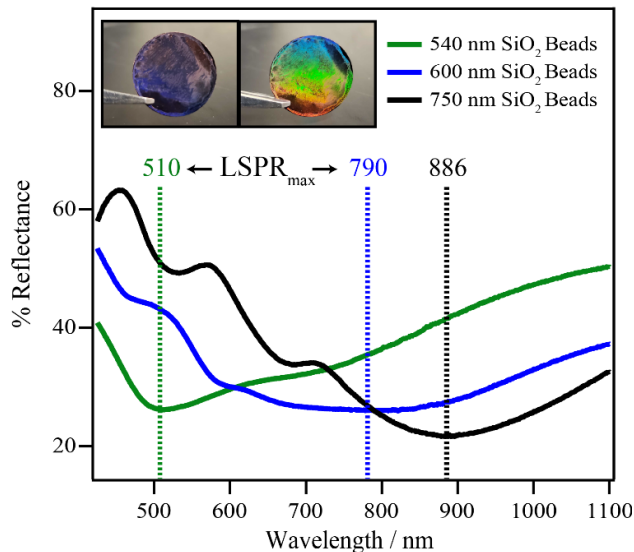 540 nm SiO₂ Beads
600 nm SiO₂ Beads
750 nm SiO₂ Beads
510 ← LSPRmax → 790 886
% Reflectance
80
60
40
20
500 600 700 800 900 1000 1100
Wavelength / nm